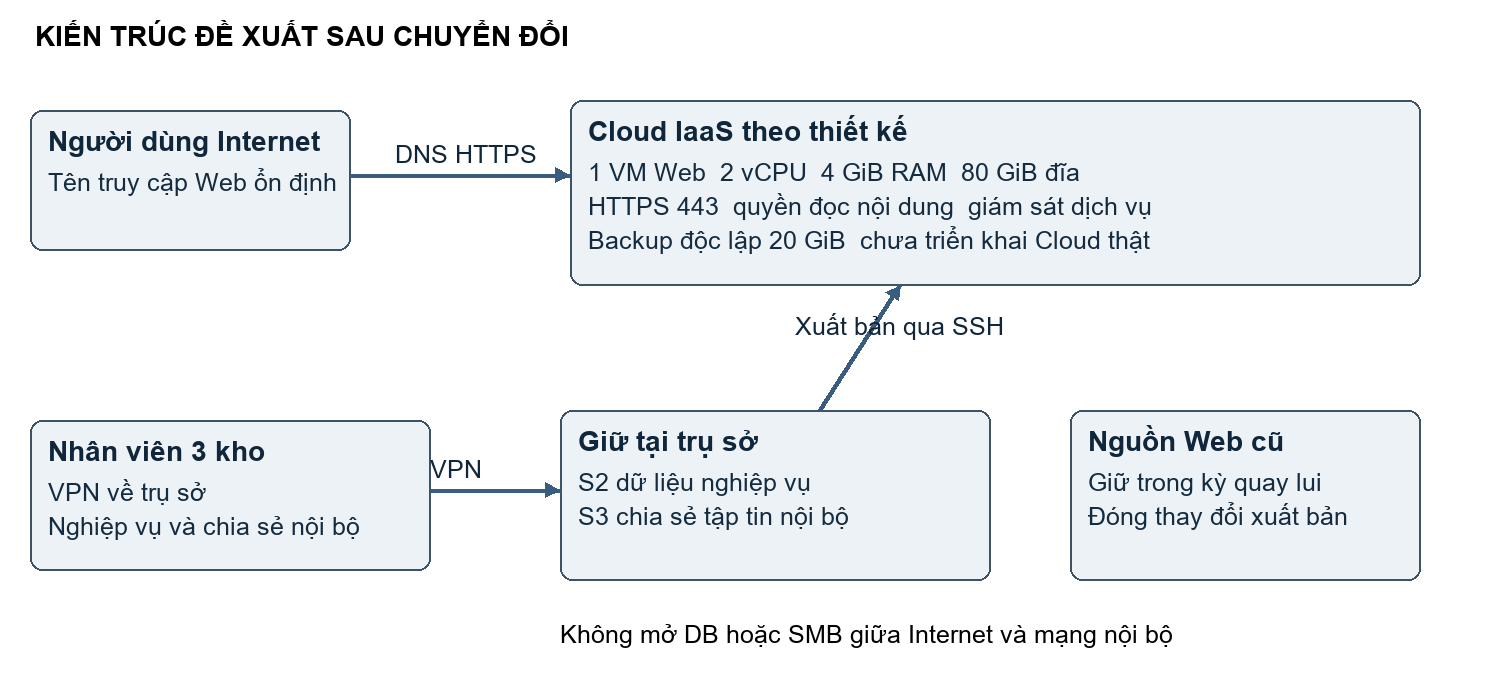 KIẾN TRÚC ĐỀ XUẤT SAU CHUYỂN ĐỔI
Người dùng Internet
Tên truy cập Web ổn định
DNS HTTPS
Cloud IaaS theo thiết kế
1 VM Web 2 vCPU 4 GiB RAM 80 GiB đĩa
HTTPS 443 quyền đọc nội dung giám sát dịch vụ
Backup độc lập 20 GiB chưa triển khai Cloud thật
Xuất bản qua SSH
Nhân viên 3 kho
VPN về trụ sở
Nghiệp vụ và chia sẻ nội bộ
VPN
Giữ tại trụ sở
S2 dữ liệu nghiệp vụ
S3 chia sẻ tập tin nội bộ
Nguồn Web cũ
Giữ trong kỳ quay lui
Đóng thay đổi xuất bản
Không mở DB hoặc SMB giữa Internet và mạng nội bộ